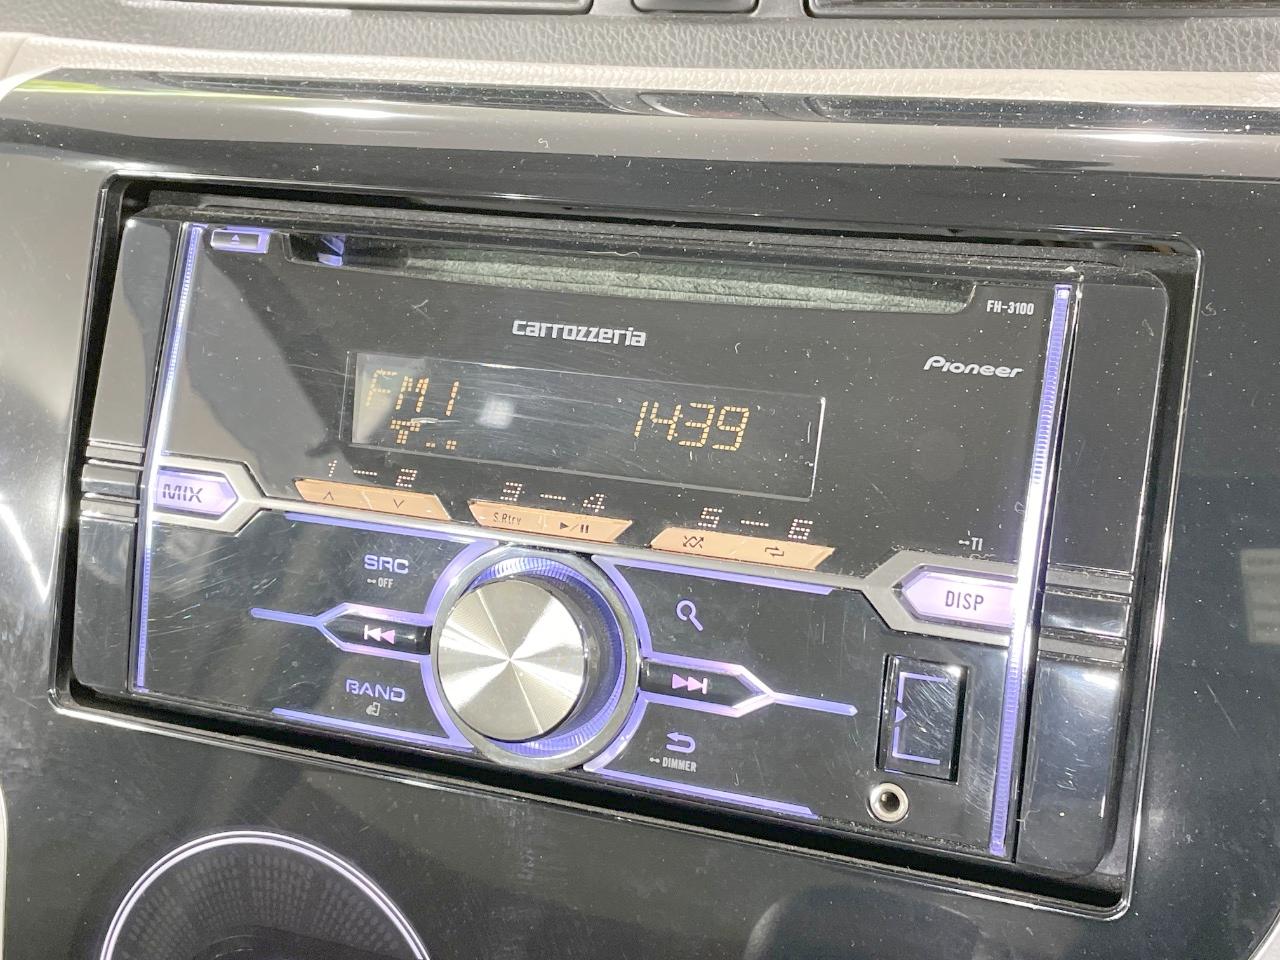 FH-3100
carrozzeria
Pioneer
FM1
1439
1 2 3 4 5 6
MIX
S.Rtrv
TI
SRC
OFF
DISP
BAND
DIMMER